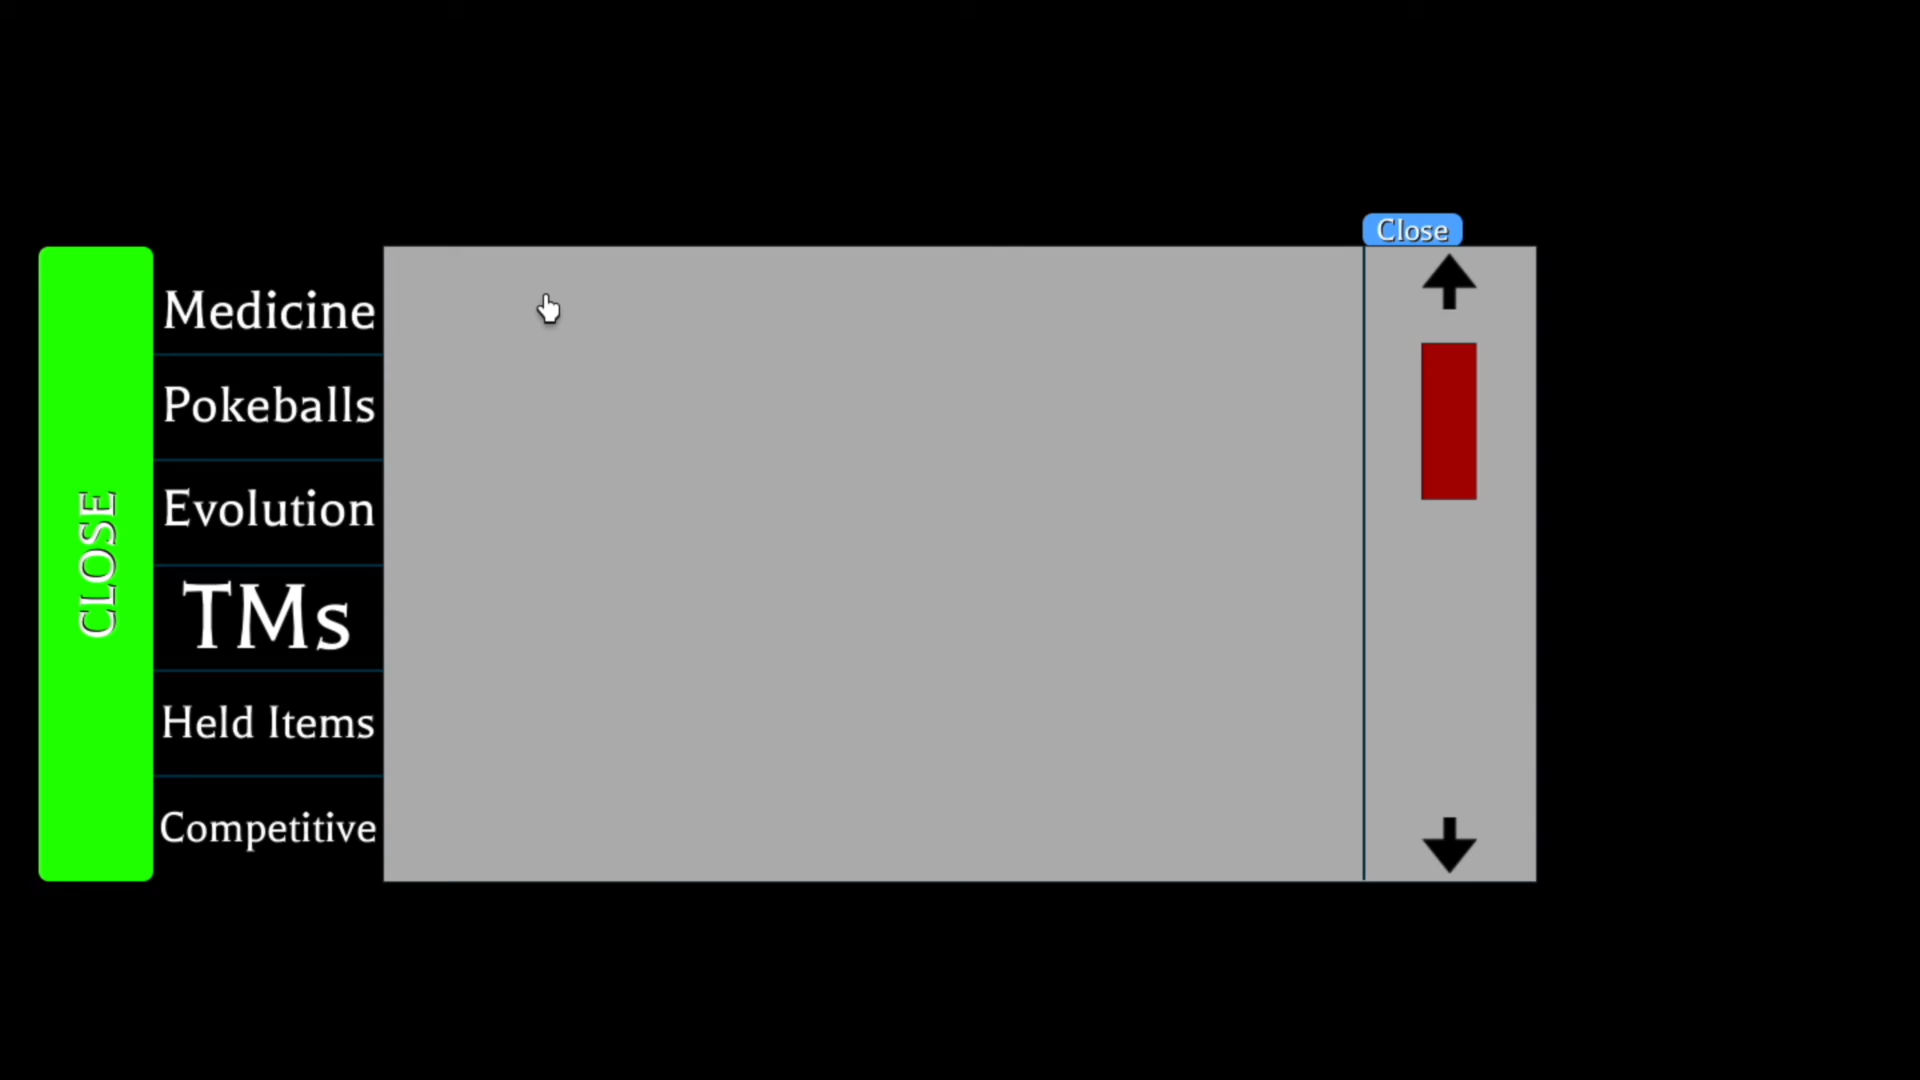 Close
Medicine
Pokeballs
Evolution
TMs
Held Items
Competitive
CLOSE